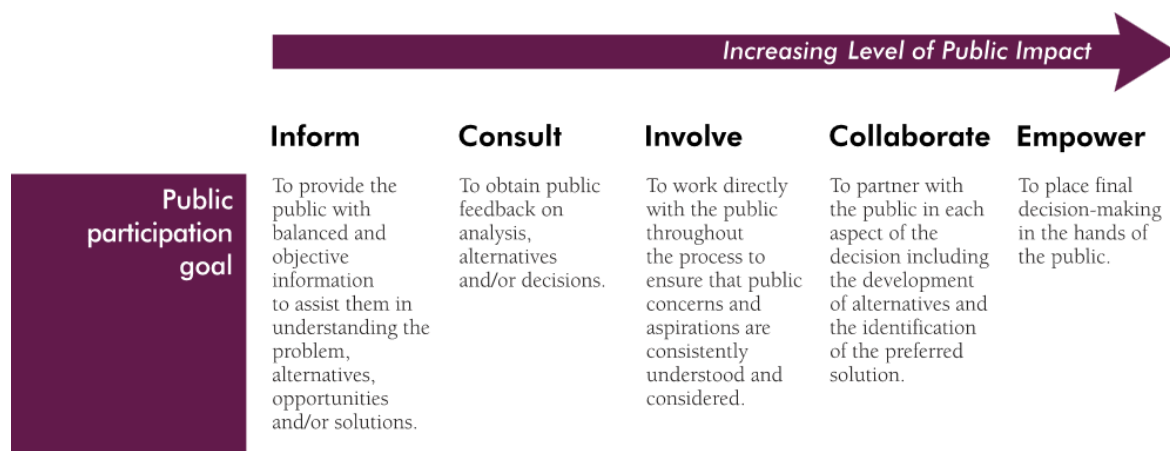 Increasing Level of Public Impact
Inform
Consult
Involve
Collaborate
Empower
Public
participation
goal
To provide the
public with
balanced and
objective
information
to assist them in
understanding the
problem,
alternatives,
opportunities
and/or solutions.
To obtain public
feedback on
analysis,
alternatives
and/or decisions.
To work directly
with the public
throughout
the process to
ensure that public
concerns and
aspirations are
consistently
understood and
considered.
To partner with
the public in each
aspect of the
decision including
the development
of alternatives and
the identification
of the preferred
solution.
To place final
decision-making
in the hands of
the public.